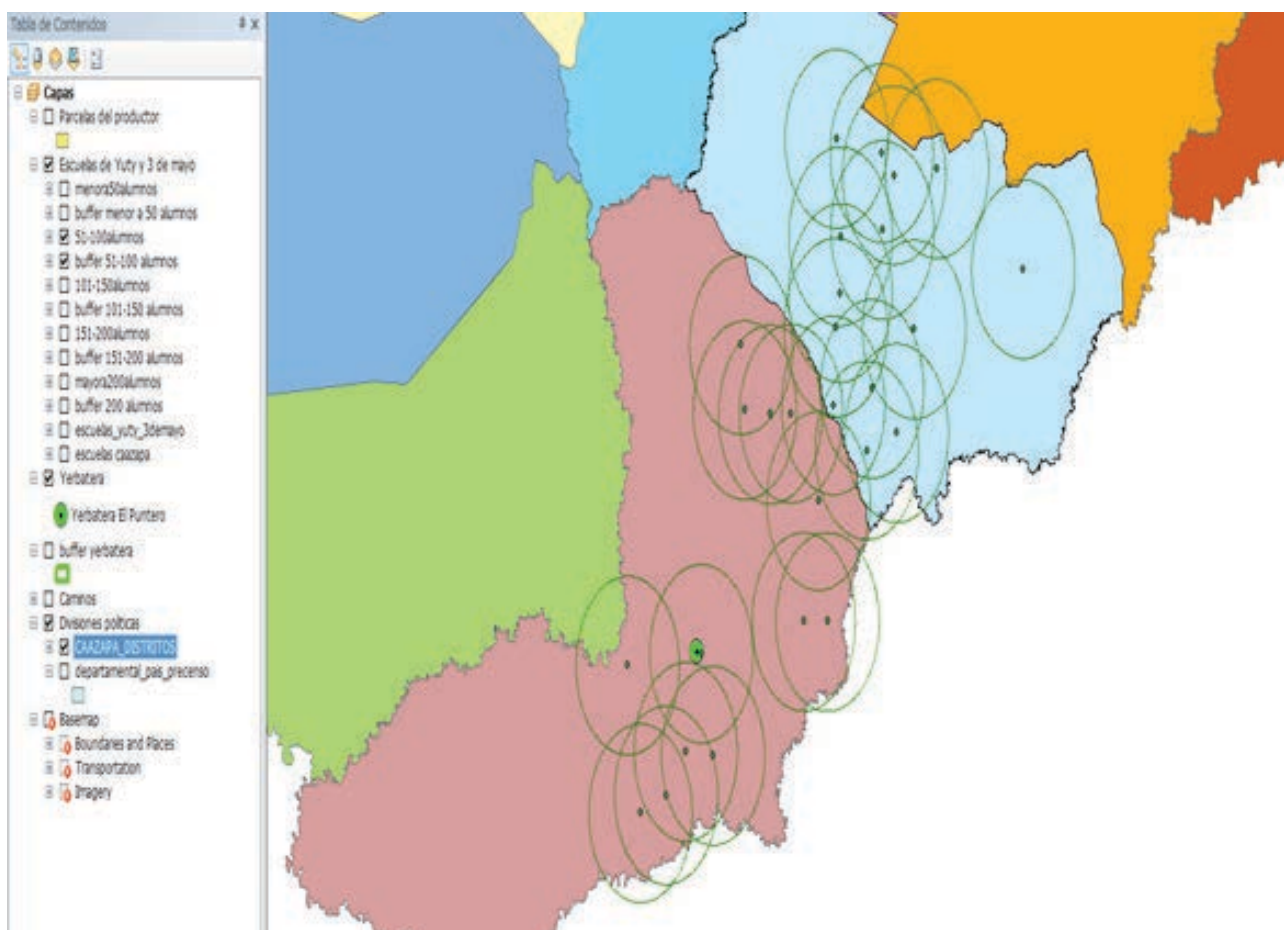 Tabla de Contenidos
Capas
Parcelas del productor
Escuelas de Yuty y 3 de mayo
menora50alumnos
buffer menor a 50 alumnos
51-100alumnos
buffer 51-100 alumnos
101-150alumnos
buffer 101-150 alumnos
151-200alumnos
buffer 151-200 alumnos
mayora200alumnos
buffer 200 alumnos
escuelas_yuty_3demayo
escuelas caazapa
Yerbatera
Yerbatera El Puntero
buffer yerbatera
Caminos
Divisiones políticas
CAAZAPA_DISTRITOS
departamental_pais_precenso
Basemap
Boundaries and Places
Transportation
Imagery